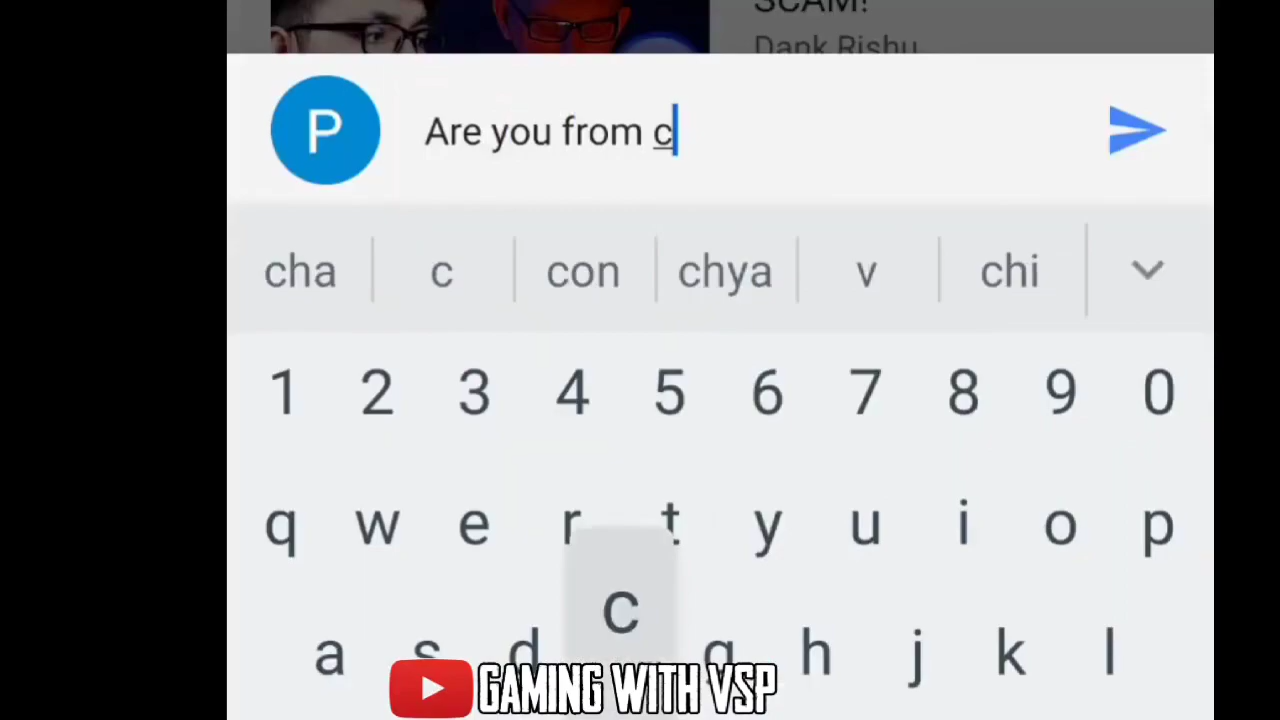 SCAM!
Dank Rishu
P
Are you from c
cha c con chya v chi
1 2 3 4 5 6 7 8 9 0
q w e r t y u i o p
c
a s d g h j k l
GAMING WITH VSP